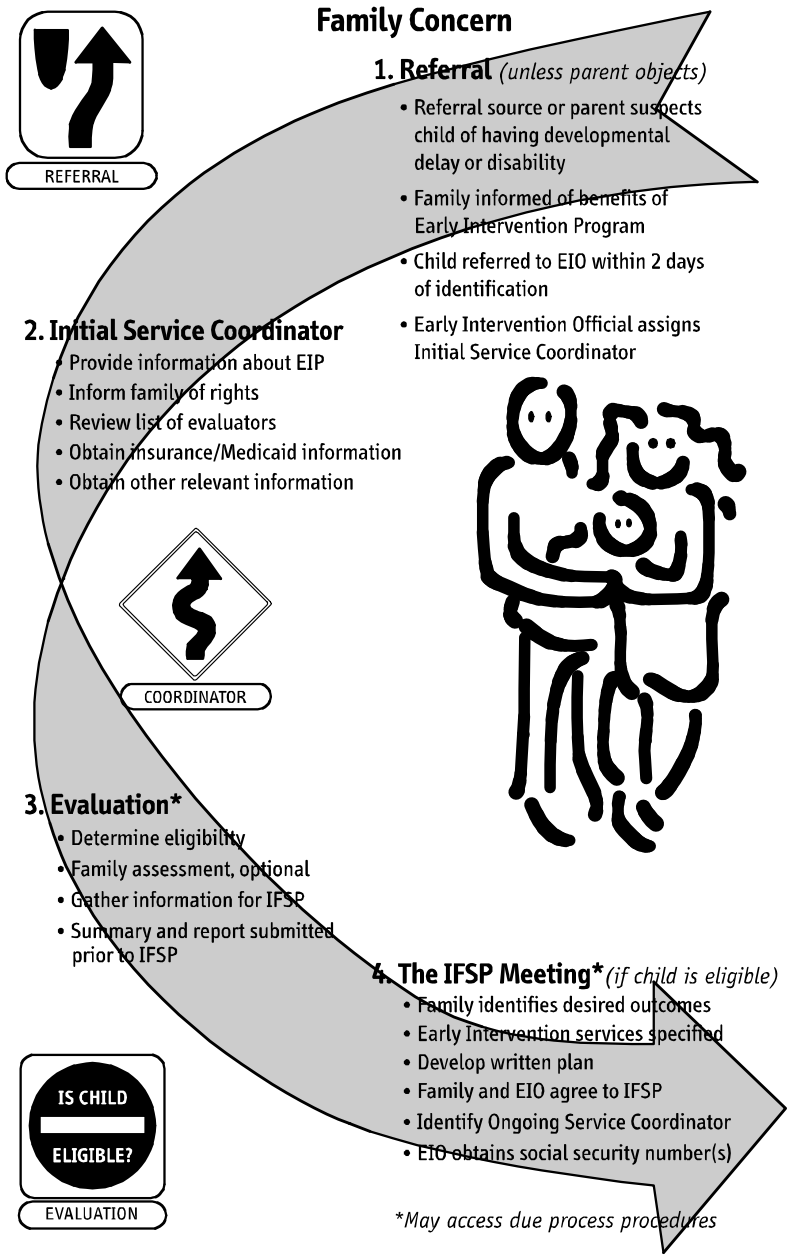 Family Concern
1. Referral (unless parent objects)
• Referral source or parent suspects
child of having developmental
delay or disability
• Family informed of benefits of
Early Intervention Program
• Child referred to EIO within 2 days
of identification
• Early Intervention Official assigns
Initial Service Coordinator
REFERRAL
2. Initial Service Coordinator
• Provide information about EIP
• Inform family of rights
• Review list of evaluators
• Obtain insurance/Medicaid information
• Obtain other relevant information
COORDINATOR
3. Evaluation*
• Determine eligibility
• Family assessment, optional
• Gather information for IFSP
• Summary and report submitted
prior to IFSP
4. The IFSP Meeting* (if child is eligible)
• Family identifies desired outcomes
• Early Intervention services specified
• Develop written plan
• Family and EIO agree to IFSP
• Identify Ongoing Service Coordinator
• EIO obtains social security number(s)
IS CHILD
ELIGIBLE?
EVALUATION
*May access due process procedures